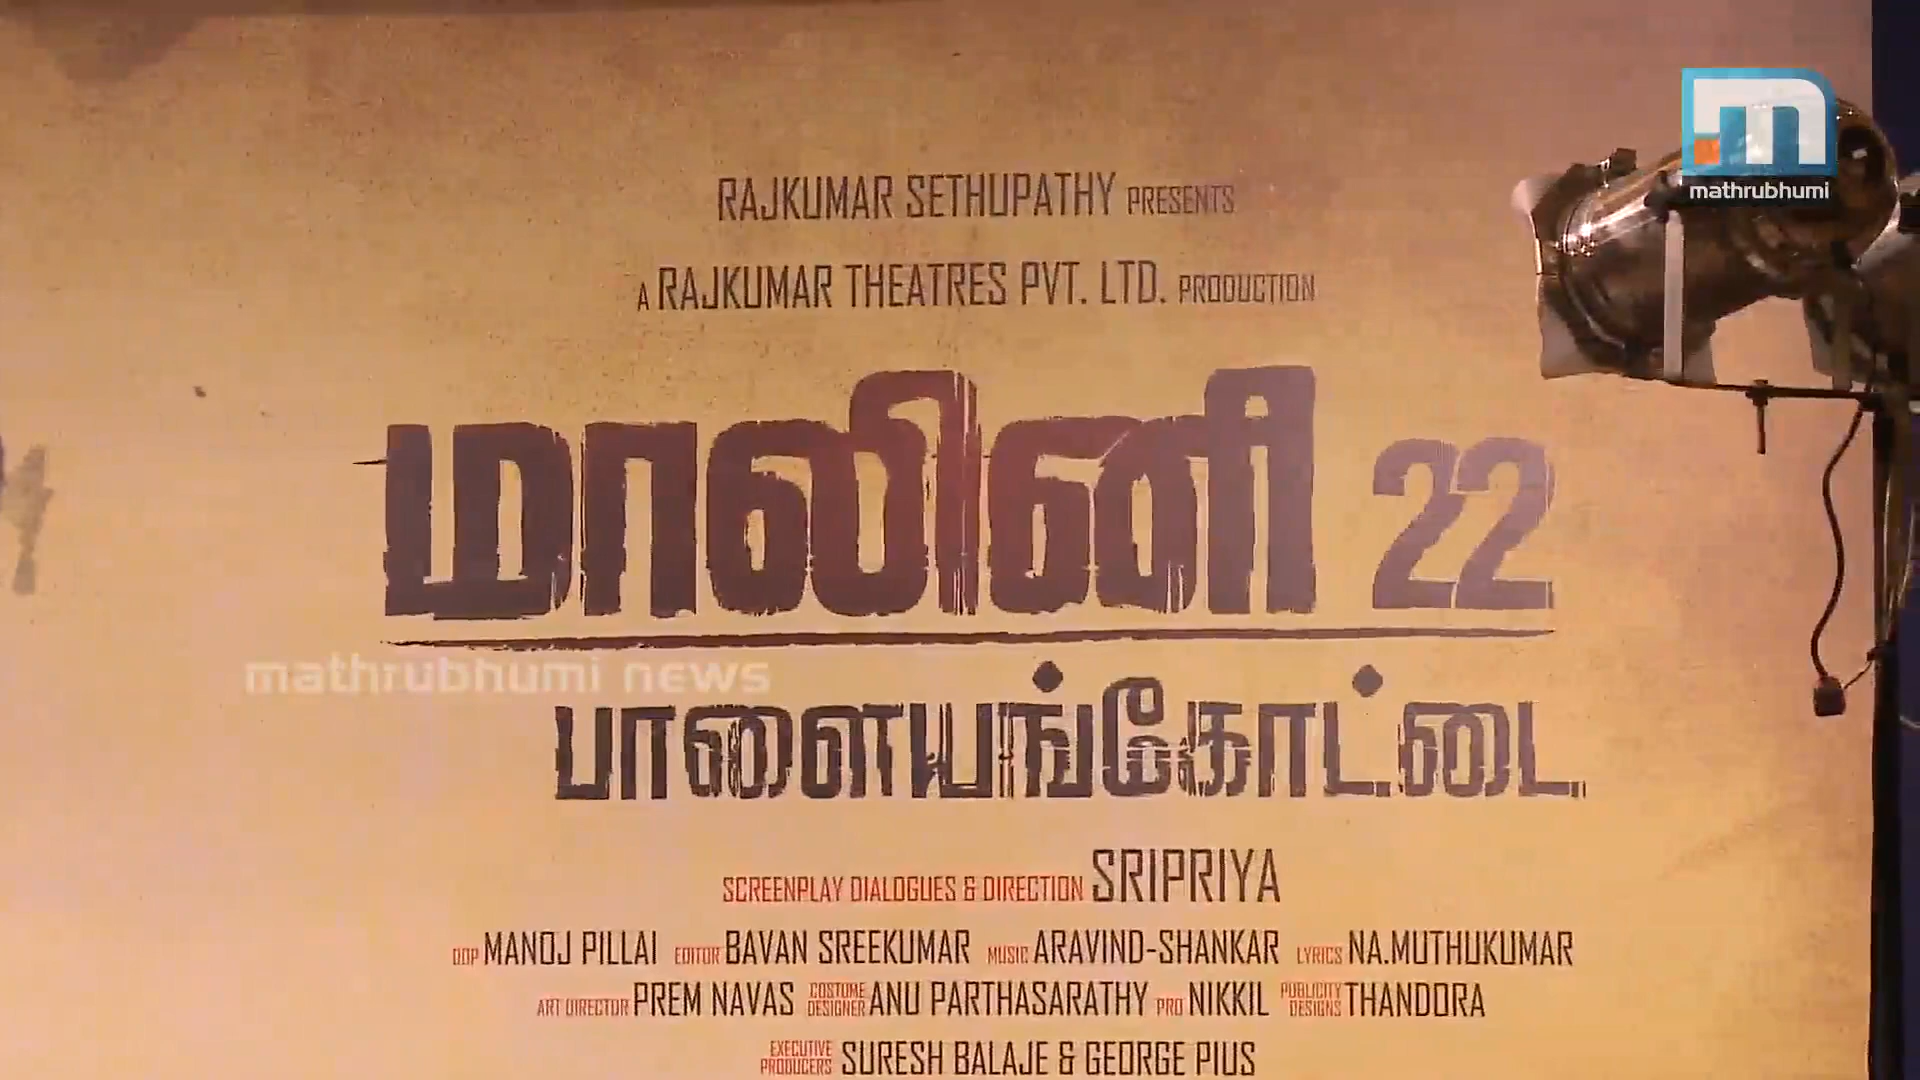 mathrubhumi
RAJKUMAR SETHUPATHY PRESENTS
A RAJKUMAR THEATRES PVT. LTD. PRODUCTION
மாலினி 22
mathrubhumi news
பாளையங்கோட்டை
SCREENPLAY DIALOGUES & DIRECTION SRIPRIYA
DOP MANOJ PILLAI EDITOR BAVAN SREEKUMAR MUSIC ARAVIND-SHANKAR LYRICS NA.MUTHUKUMAR
ART DIRECTOR PREM NAVAS COSTUME DESIGNER ANU PARTHASARATHY PRO NIKKIL PUBLICITY DESIGNS THANDORA
EXECUTIVE PRODUCERS SURESH BALAJE & GEORGE PIUS